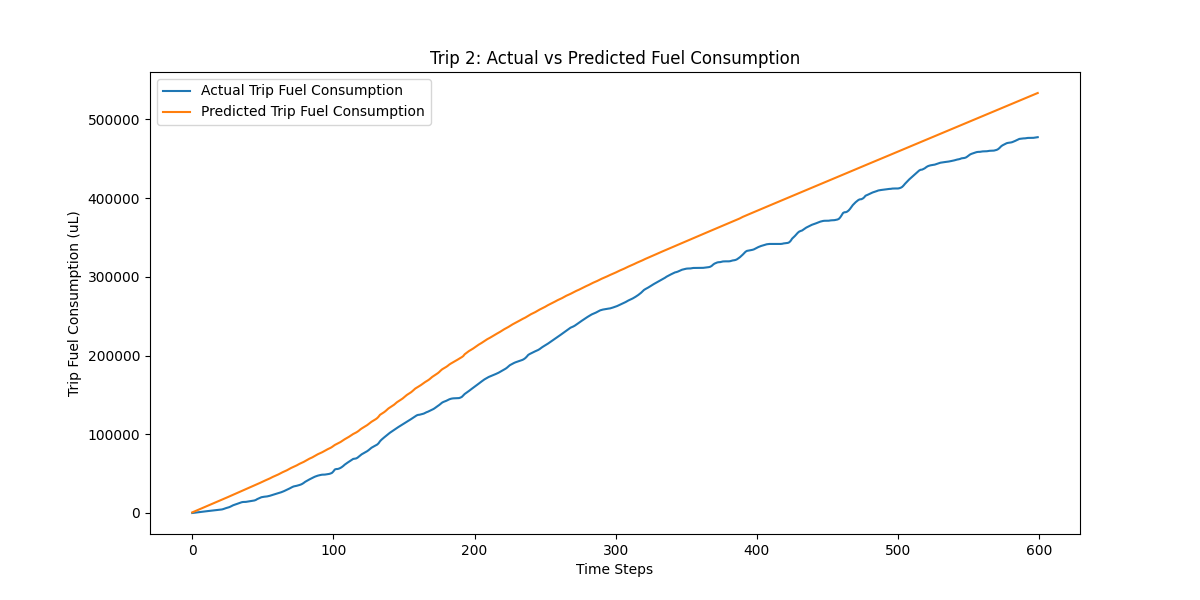 Trip 2: Actual vs Predicted Fuel Consumption
Actual Trip Fuel Consumption
Predicted Trip Fuel Consumption
Trip Fuel Consumption (uL)
500000
400000
300000
200000
100000
0
0 100 200 300 400 500 600
Time Steps